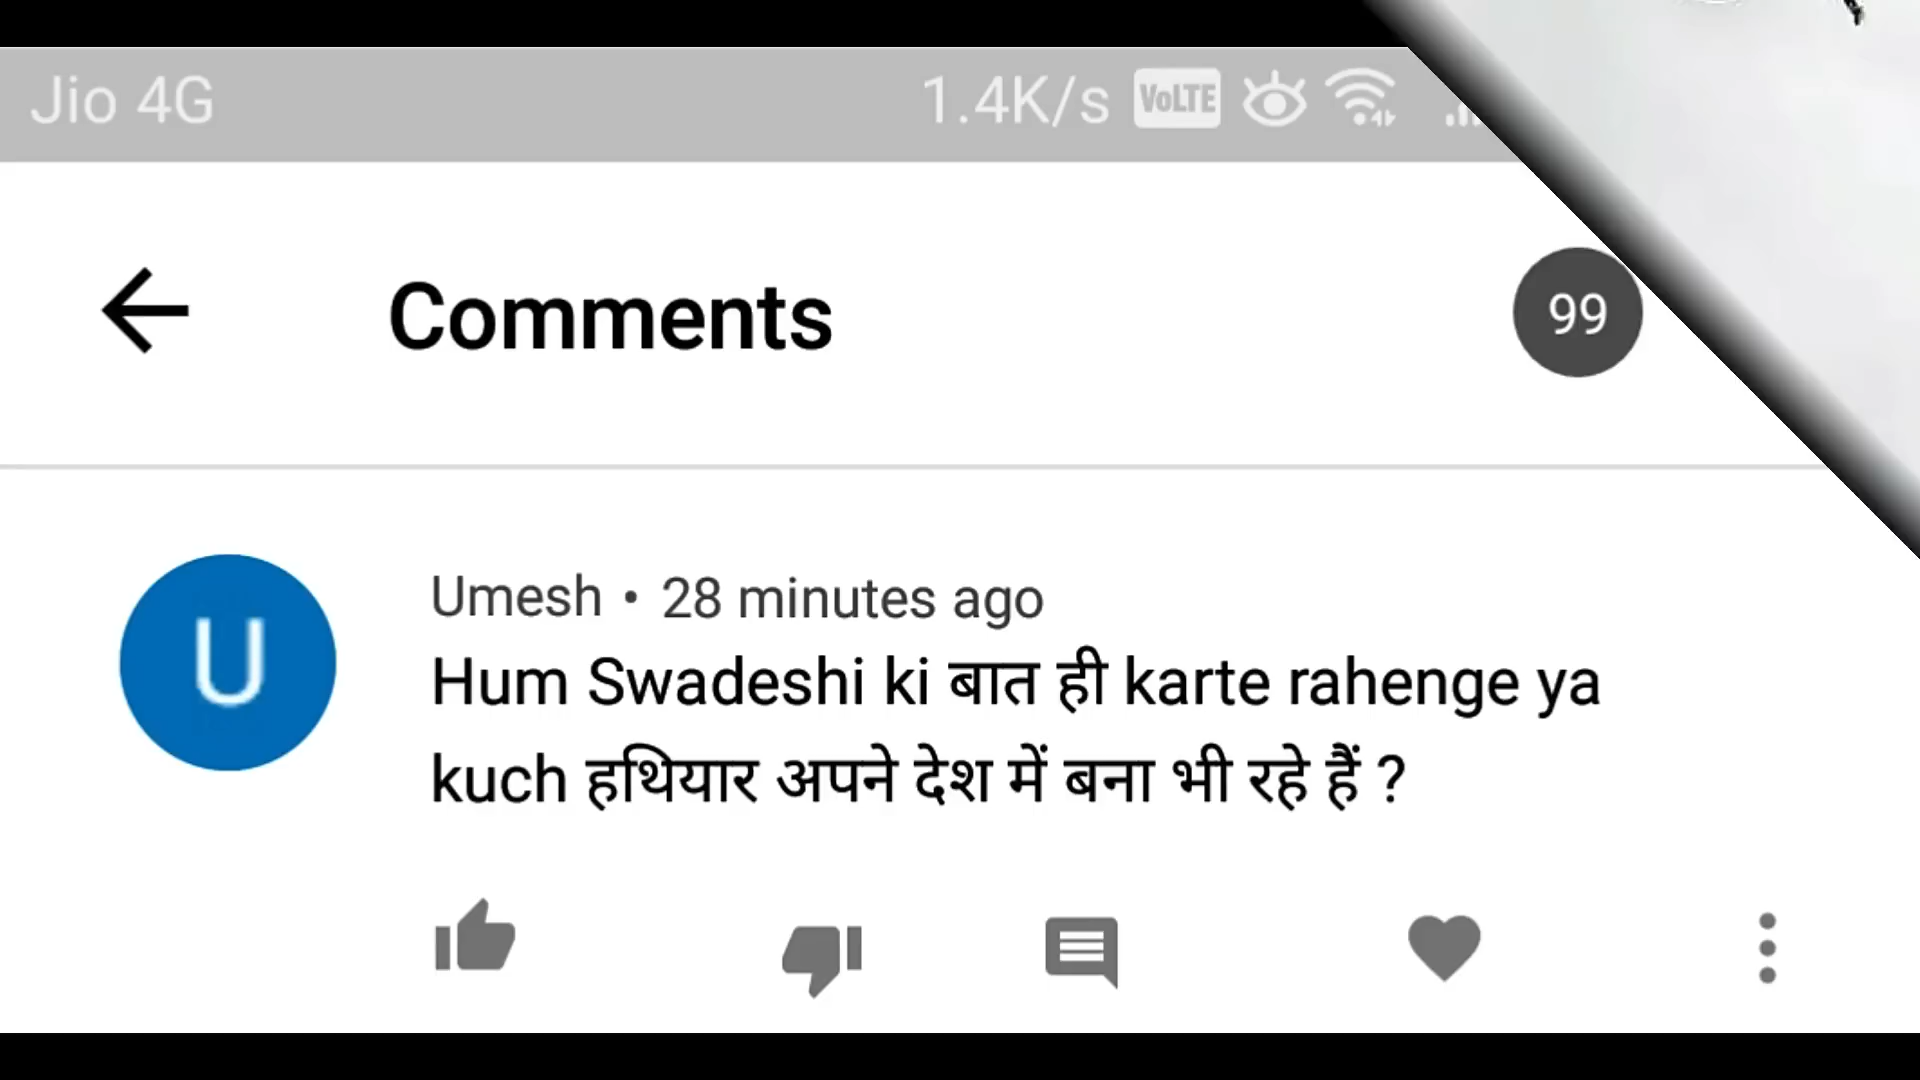 Jio 4G 1.4K/s VoLTE
Comments 99
U
Umesh • 28 minutes ago
Hum Swadeshi ki बात ही karte rahenge ya
kuch हथियार अपने देश में बना भी रहे हैं ?